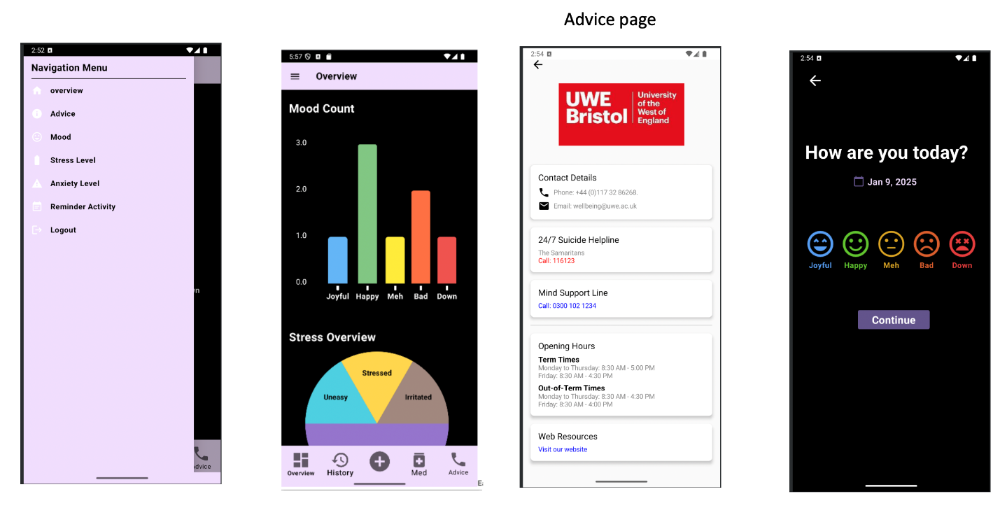 Advice page
2:52
Navigation Menu
overview
Advice
Mood
Stress Level
Anxiety Level
Reminder Activity
Logout
wn
dvice
5:57
Overview
Mood Count
3.0
2.0
1.0
0.0
Joyful Happy Meh Bad Down
Stress Overview
Stressed
Uneasy
Irritated
Overview History Med Advice
2:54
UWE
Bristol
University
of the
West of
England
Contact Details
Phone: +44 (0)117 32 86268.
Email: wellbeing@uwe.ac.uk
24/7 Suicide Helpline
The Samaritans
Call: 116123
Mind Support Line
Call: 0300 102 1234
Opening Hours
Term Times
Monday to Thursday: 8:30 AM - 5:00 PM
Friday: 8:30 AM - 4:30 PM
Out-of-Term Times
Monday to Thursday: 8:30 AM - 4:30 PM
Friday: 8:30 AM - 4:00 PM
Web Resources
Visit our website
2:54
How are you today?
Jan 9, 2025
Joyful Happy Meh Bad Down
Continue